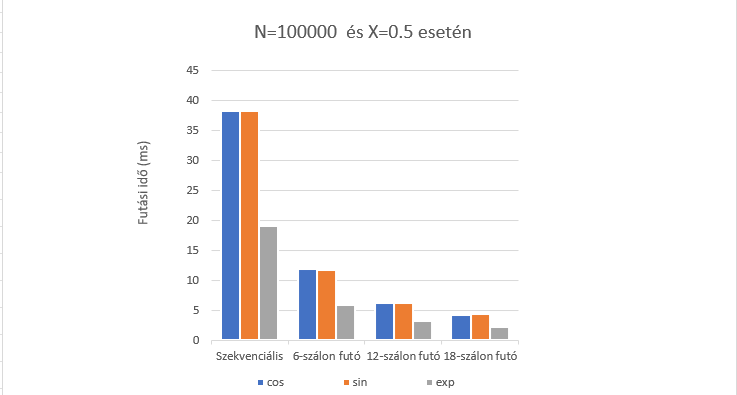 N=100000 és X=0.5 esetén
Futási idő (ms)
45
40
35
30
25
20
15
10
5
0
Szekvenciális 6-szálon futó 12-szálon futó 18-szálon futó
cos sin exp